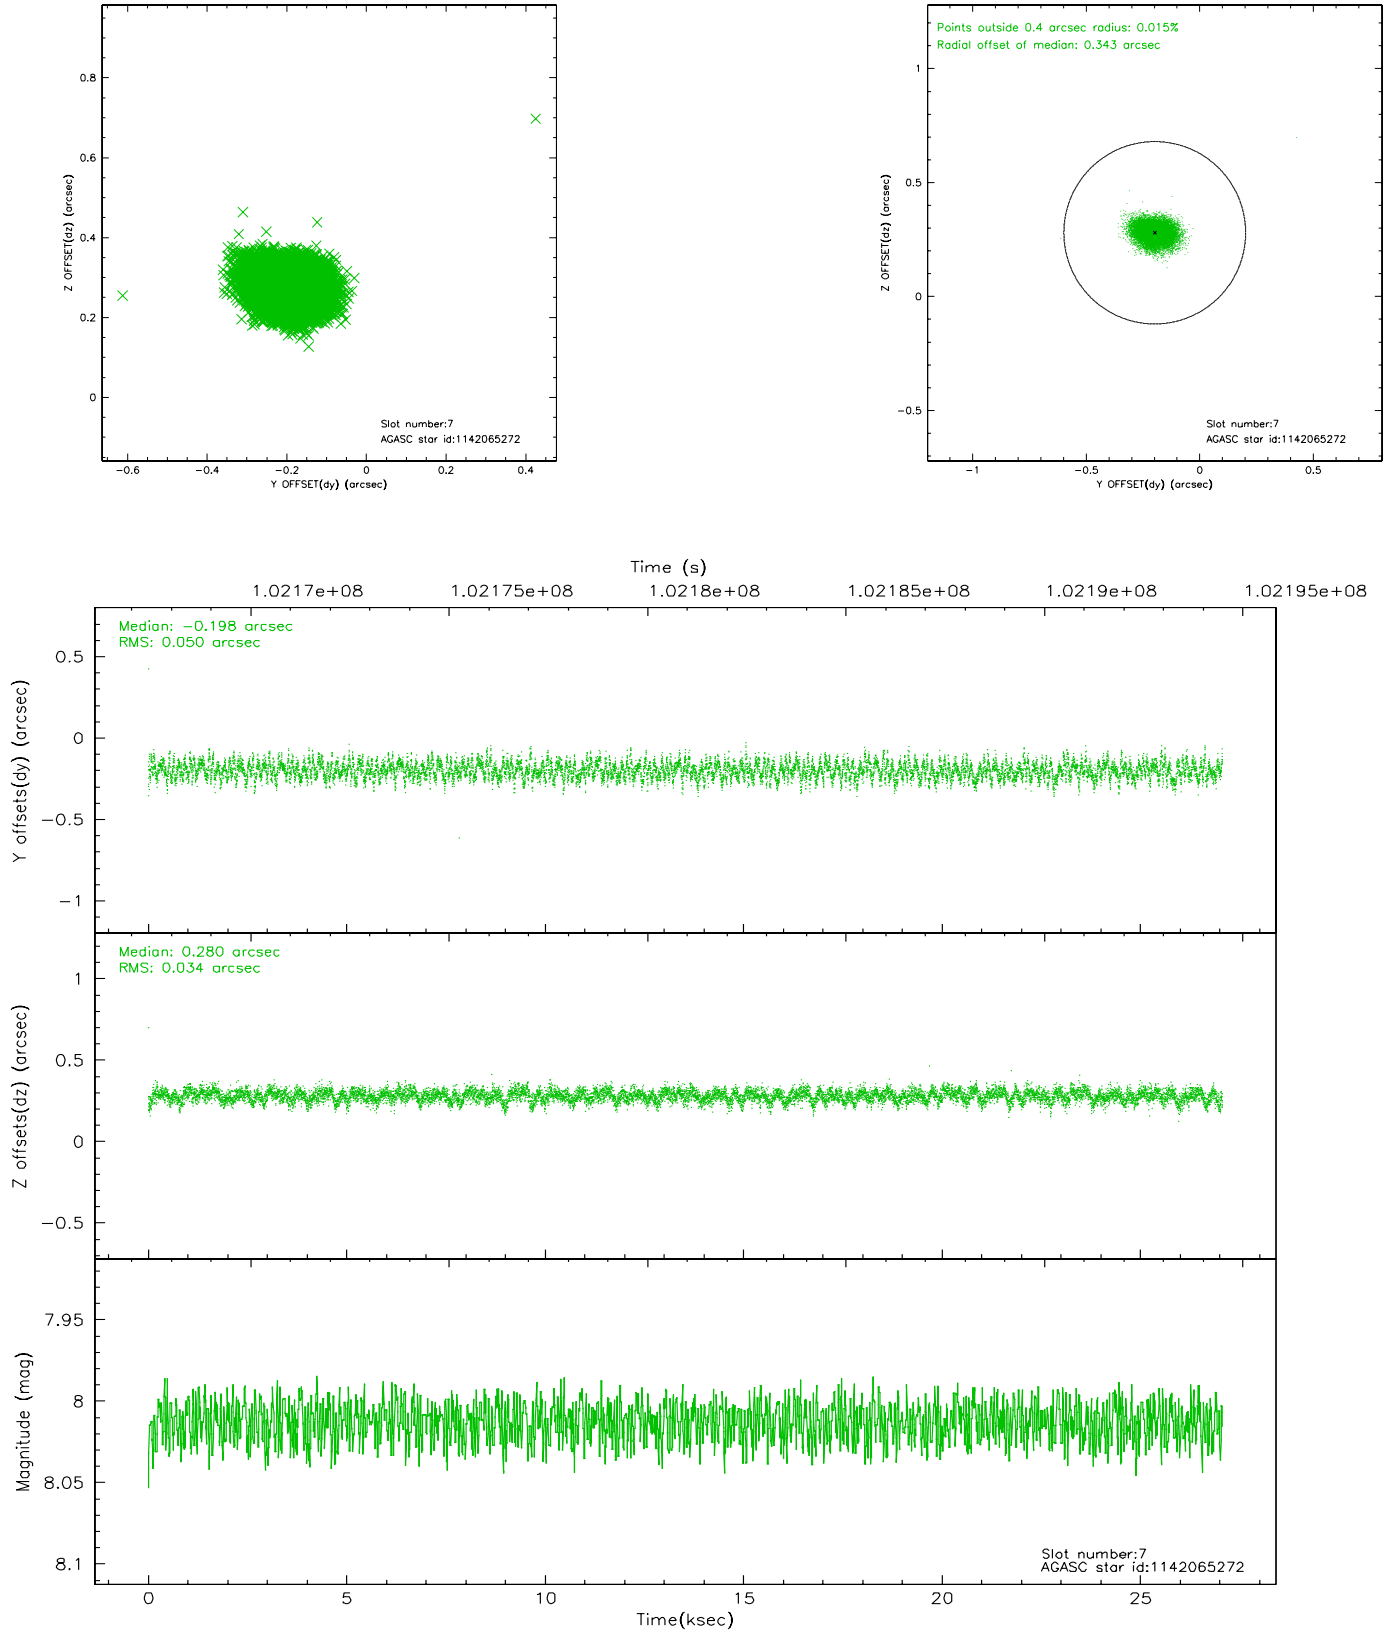 0.8
0.6
0.4
0.2
0
Z OFFSET(dz) (arcsec)
Slot number:7
AGASC star id:1142065272
−0.6 −0.4 −0.2 0 0.2 0.4
Y OFFSET(dy) (arcsec)
Points outside 0.4 arcsec radius: 0.015%
Radial offset of median: 0.343 arcsec
1
0.5
0
−0.5
Z OFFSET(dz) (arcsec)
Slot number:7
AGASC star id:1142065272
−1 −0.5 0 0.5
Y OFFSET(dy) (arcsec)
Time (s)
1.0217e+08 1.02175e+08 1.0218e+08 1.02185e+08 1.0219e+08 1.02195e+08
Median: −0.198 arcsec
RMS: 0.050 arcsec
0.5
0
−0.5
−1
Y offsets(dy) (arcsec)
Median: 0.280 arcsec
RMS: 0.034 arcsec
1
0.5
0
−0.5
Z offsets(dz) (arcsec)
7.95
8
8.05
8.1
Magnitude (mag)
Slot number:7
AGASC star id:1142065272
0 5 10 15 20 25
Time(ksec)